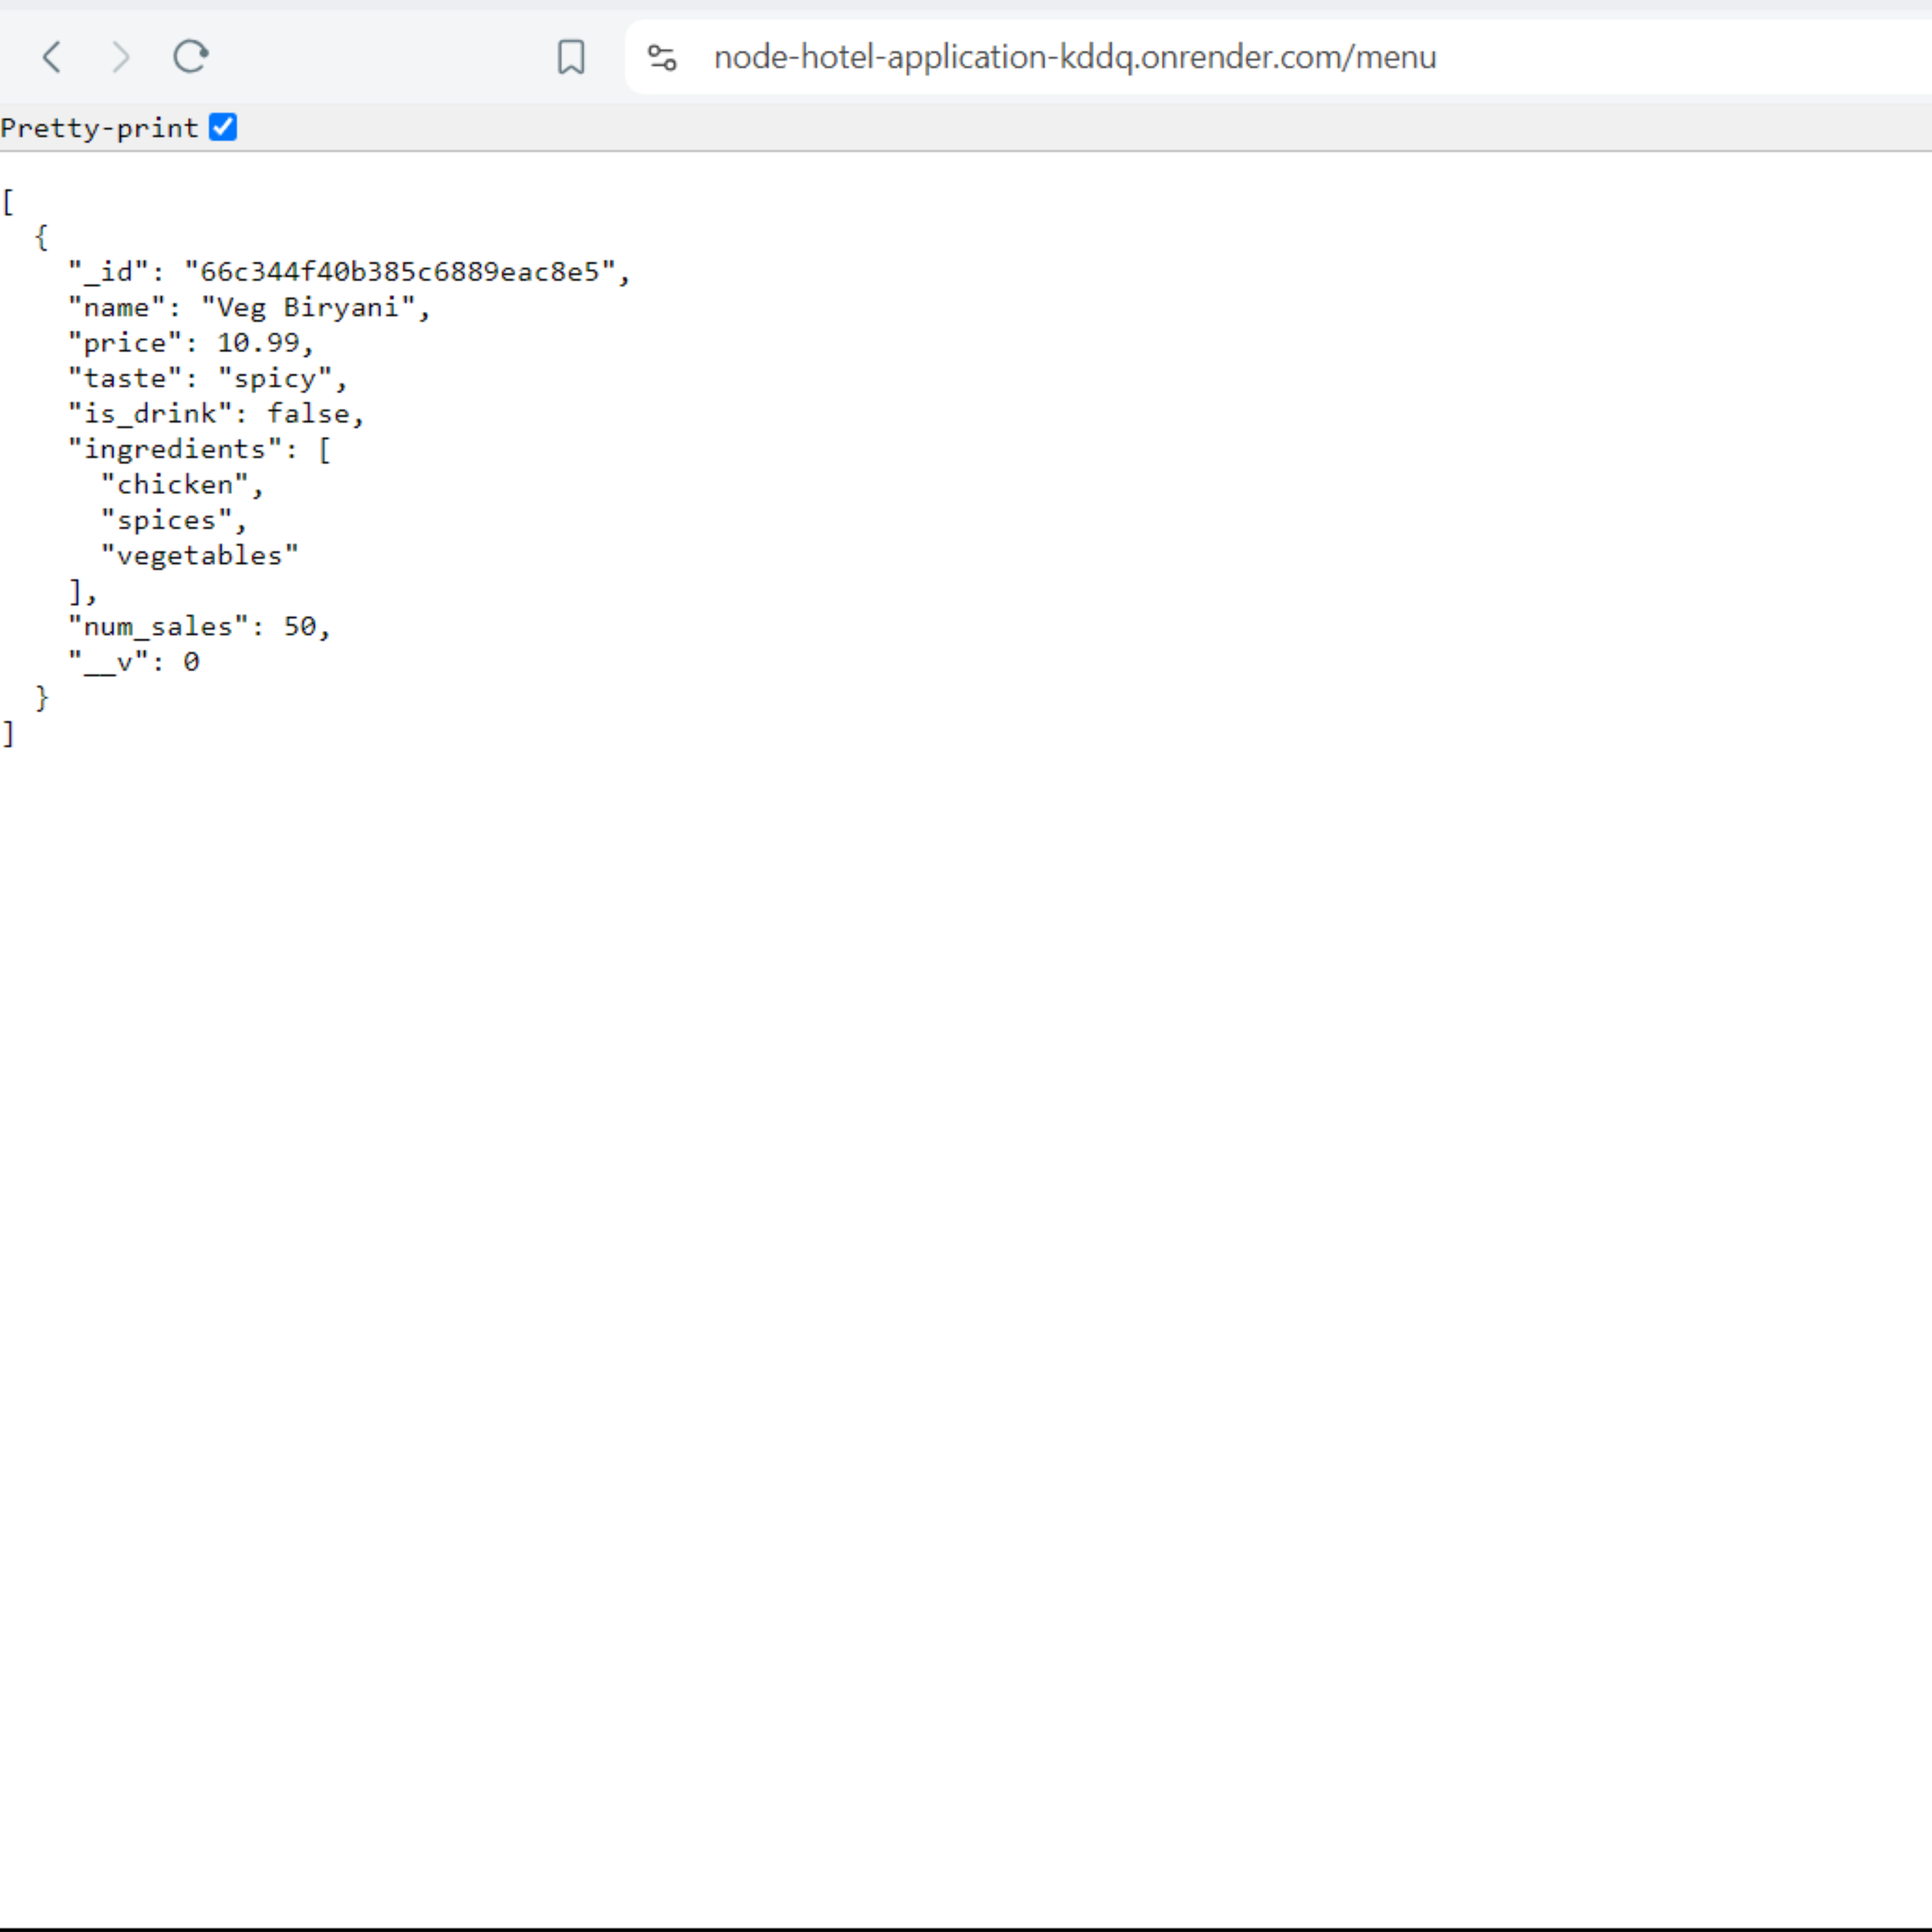 node-hotel-application-kddq.onrender.com/menu
Pretty-print
[
  {
    "_id": "66c344f40b385c6889eac8e5",
    "name": "Veg Biryani",
    "price": 10.99,
    "taste": "spicy",
    "is_drink": false,
    "ingredients": [
      "chicken",
      "spices",
      "vegetables"
    ],
    "num_sales": 50,
    "__v": 0
  }
]